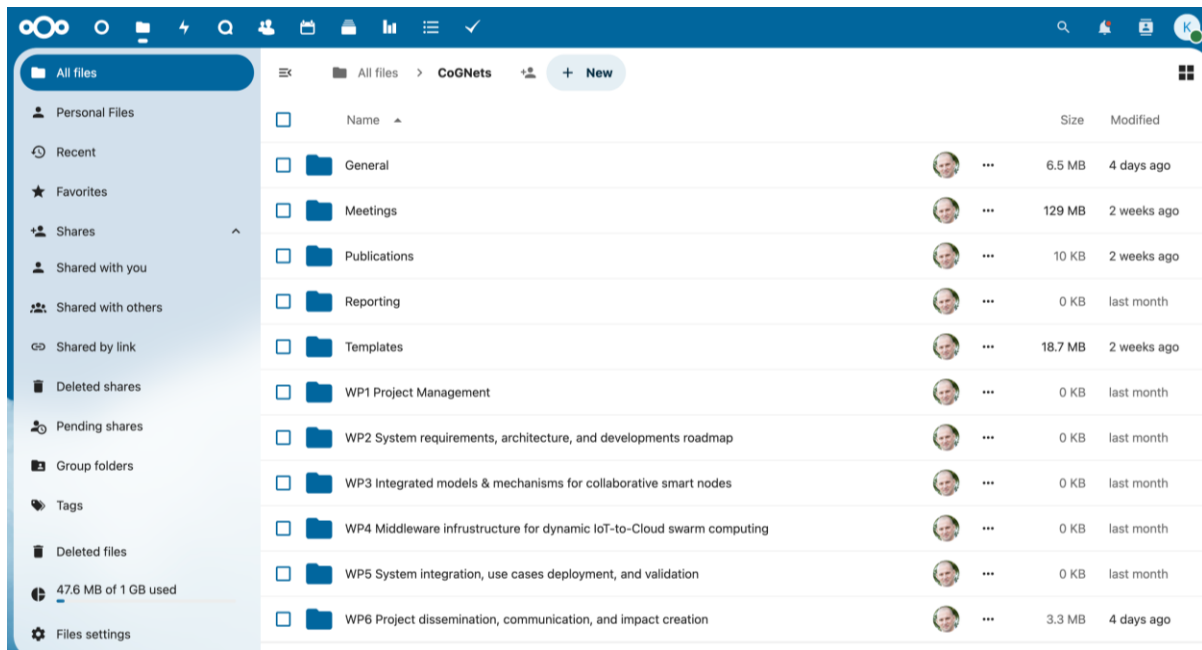 K
All files
Personal Files
Recent
Favorites
Shares
Shared with you
Shared with others
Shared by link
Deleted shares
Pending shares
Group folders
Tags
Deleted files
47.6 MB of 1 GB used
Files settings
All files > CoGNets + New
Name Size Modified
General 6.5 MB 4 days ago
Meetings 129 MB 2 weeks ago
Publications 10 KB 2 weeks ago
Reporting 0 KB last month
Templates 18.7 MB 2 weeks ago
WP1 Project Management 0 KB last month
WP2 System requirements, architecture, and developments roadmap 0 KB last month
WP3 Integrated models & mechanisms for collaborative smart nodes 0 KB last month
WP4 Middleware infrustructure for dynamic IoT-to-Cloud swarm computing 0 KB last month
WP5 System integration, use cases deployment, and validation 0 KB last month
WP6 Project dissemination, communication, and impact creation 3.3 MB 4 days ago